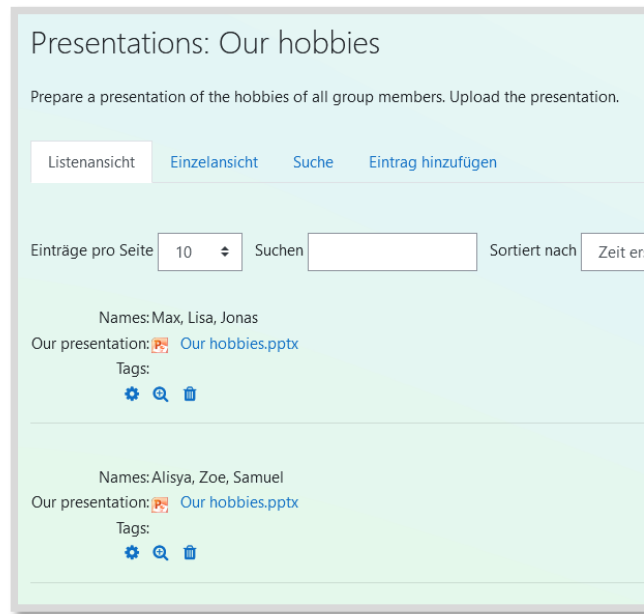 Presentations: Our hobbies
Prepare a presentation of the hobbies of all group members. Upload the presentation.
Listenansicht Einzelansicht Suche Eintrag hinzufügen
Einträge pro Seite 10 Suchen Sortiert nach Zeit
Names: Max, Lisa, Jonas
Our presentation: Our hobbies.pptx
Tags:
Names: Alisya, Zoe, Samuel
Our presentation: Our hobbies.pptx
Tags: